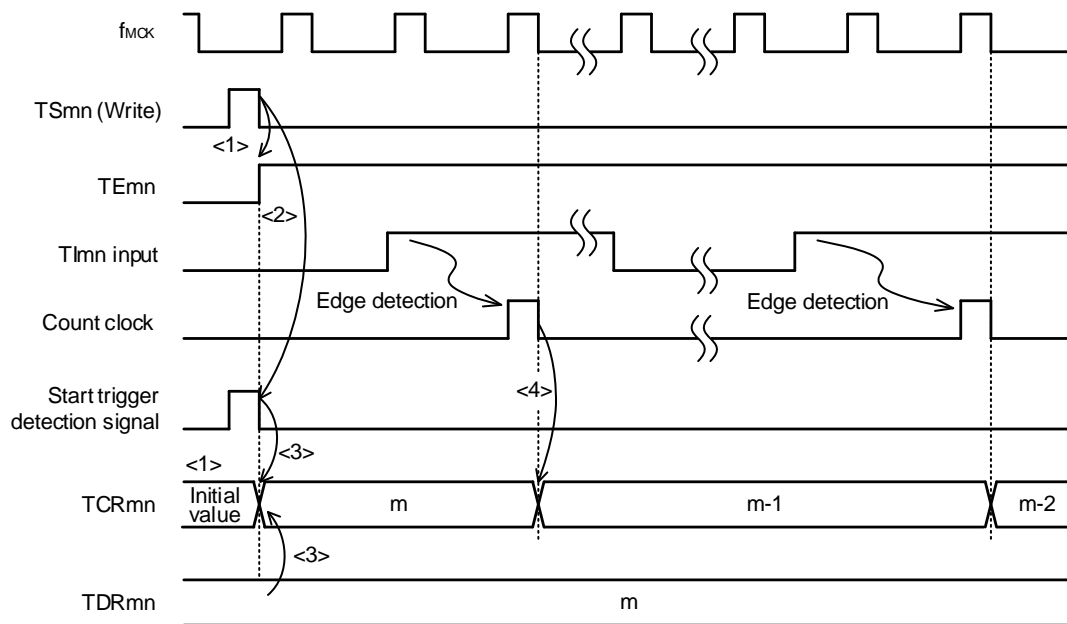 fMCK
TSmn (Write)
<1>
TEmn
<2>
TImn input
Edge detection
Edge detection
Count clock
<4>
Start trigger
detection signal
<3>
<1>
TCRmn
Initial
value
m
m-1
m-2
<3>
TDRmn
m